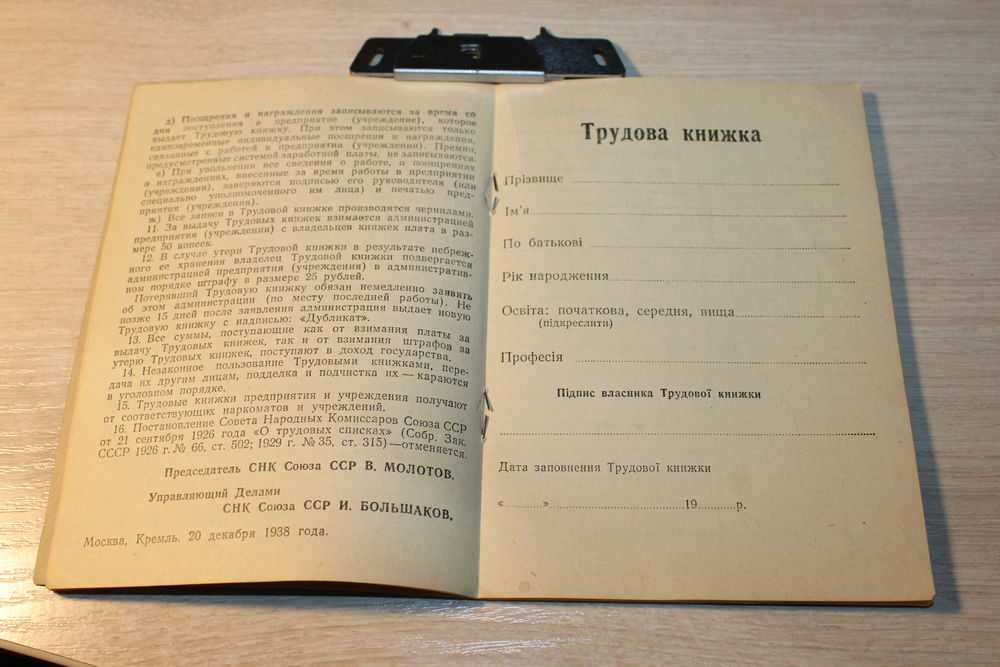 д) Поощрения и награждения записываются за время со
дня поступления в предприятие (учреждение), которое
выдает Трудовую книжку. При этом записываются только
единовременные индивидуальные поощрения и награждения,
связанные с работой в предприятии (учреждении). Премии,
предусмотренные системой заработной платы, не записываются.
е) При увольнении все сведения о работе, о поощрениях
и награждениях, внесенные за время работы в предприятии
(учреждении), заверяются подписью его руководителя (или
специально уполномоченного им лица) и печатью пред-
приятия (учреждения).
ж) Все записи в Трудовой книжке производятся чернилами.
11. За выдачу Трудовых книжек взимается администрацией
предприятия (учреждения) с владельцев книжек плата в раз-
мере 50 копеек.
12. В случае утери Трудовой книжки в результате небреж-
ного ее хранения владелец Трудовой книжки подвергается
администрацией предприятия (учреждения) в административ-
ном порядке штрафу в размере 25 рублей.
Потерявший Трудовую книжку обязан немедленно заявить
об этом администрации (по месту последней работы). Не
позже 15 дней после заявления администрация выдает новую
Трудовую книжку с надписью: «Дубликат».
13. Все суммы, поступающие как от взимания платы за
выдачу Трудовых книжек, так и от взимания штрафов за
утерю Трудовых книжек, поступают в доход государства.
14. Незаконное пользование Трудовыми книжками, пере-
дача их другим лицам, подделка и подчистка их — караются
в уголовном порядке.
15. Трудовые книжки предприятия и учреждения получают
от соответствующих наркоматов и учреждений.
16. Постановление Совета Народных Комиссаров Союза ССР
от 21 сентября 1926 года «О трудовых списках» (Собр. Зак.
СССР 1926 г. № 66, ст. 502; 1929 г. № 35, ст. 315) — отменяется.
Председатель СНК Союза ССР В. МОЛОТОВ.
Управляющий Делами
СНК Союза ССР И. БОЛЬШАКОВ.
Москва, Кремль. 20 декабря 1938 года.
Трудова книжка
Прізвище
Ім'я
По батькові
Рік народження
Освіта: початкова, середня, вища
(підкреслити)
Професія
Підпис власника Трудової книжки
Дата заповнення Трудової книжки
« » 19 р.